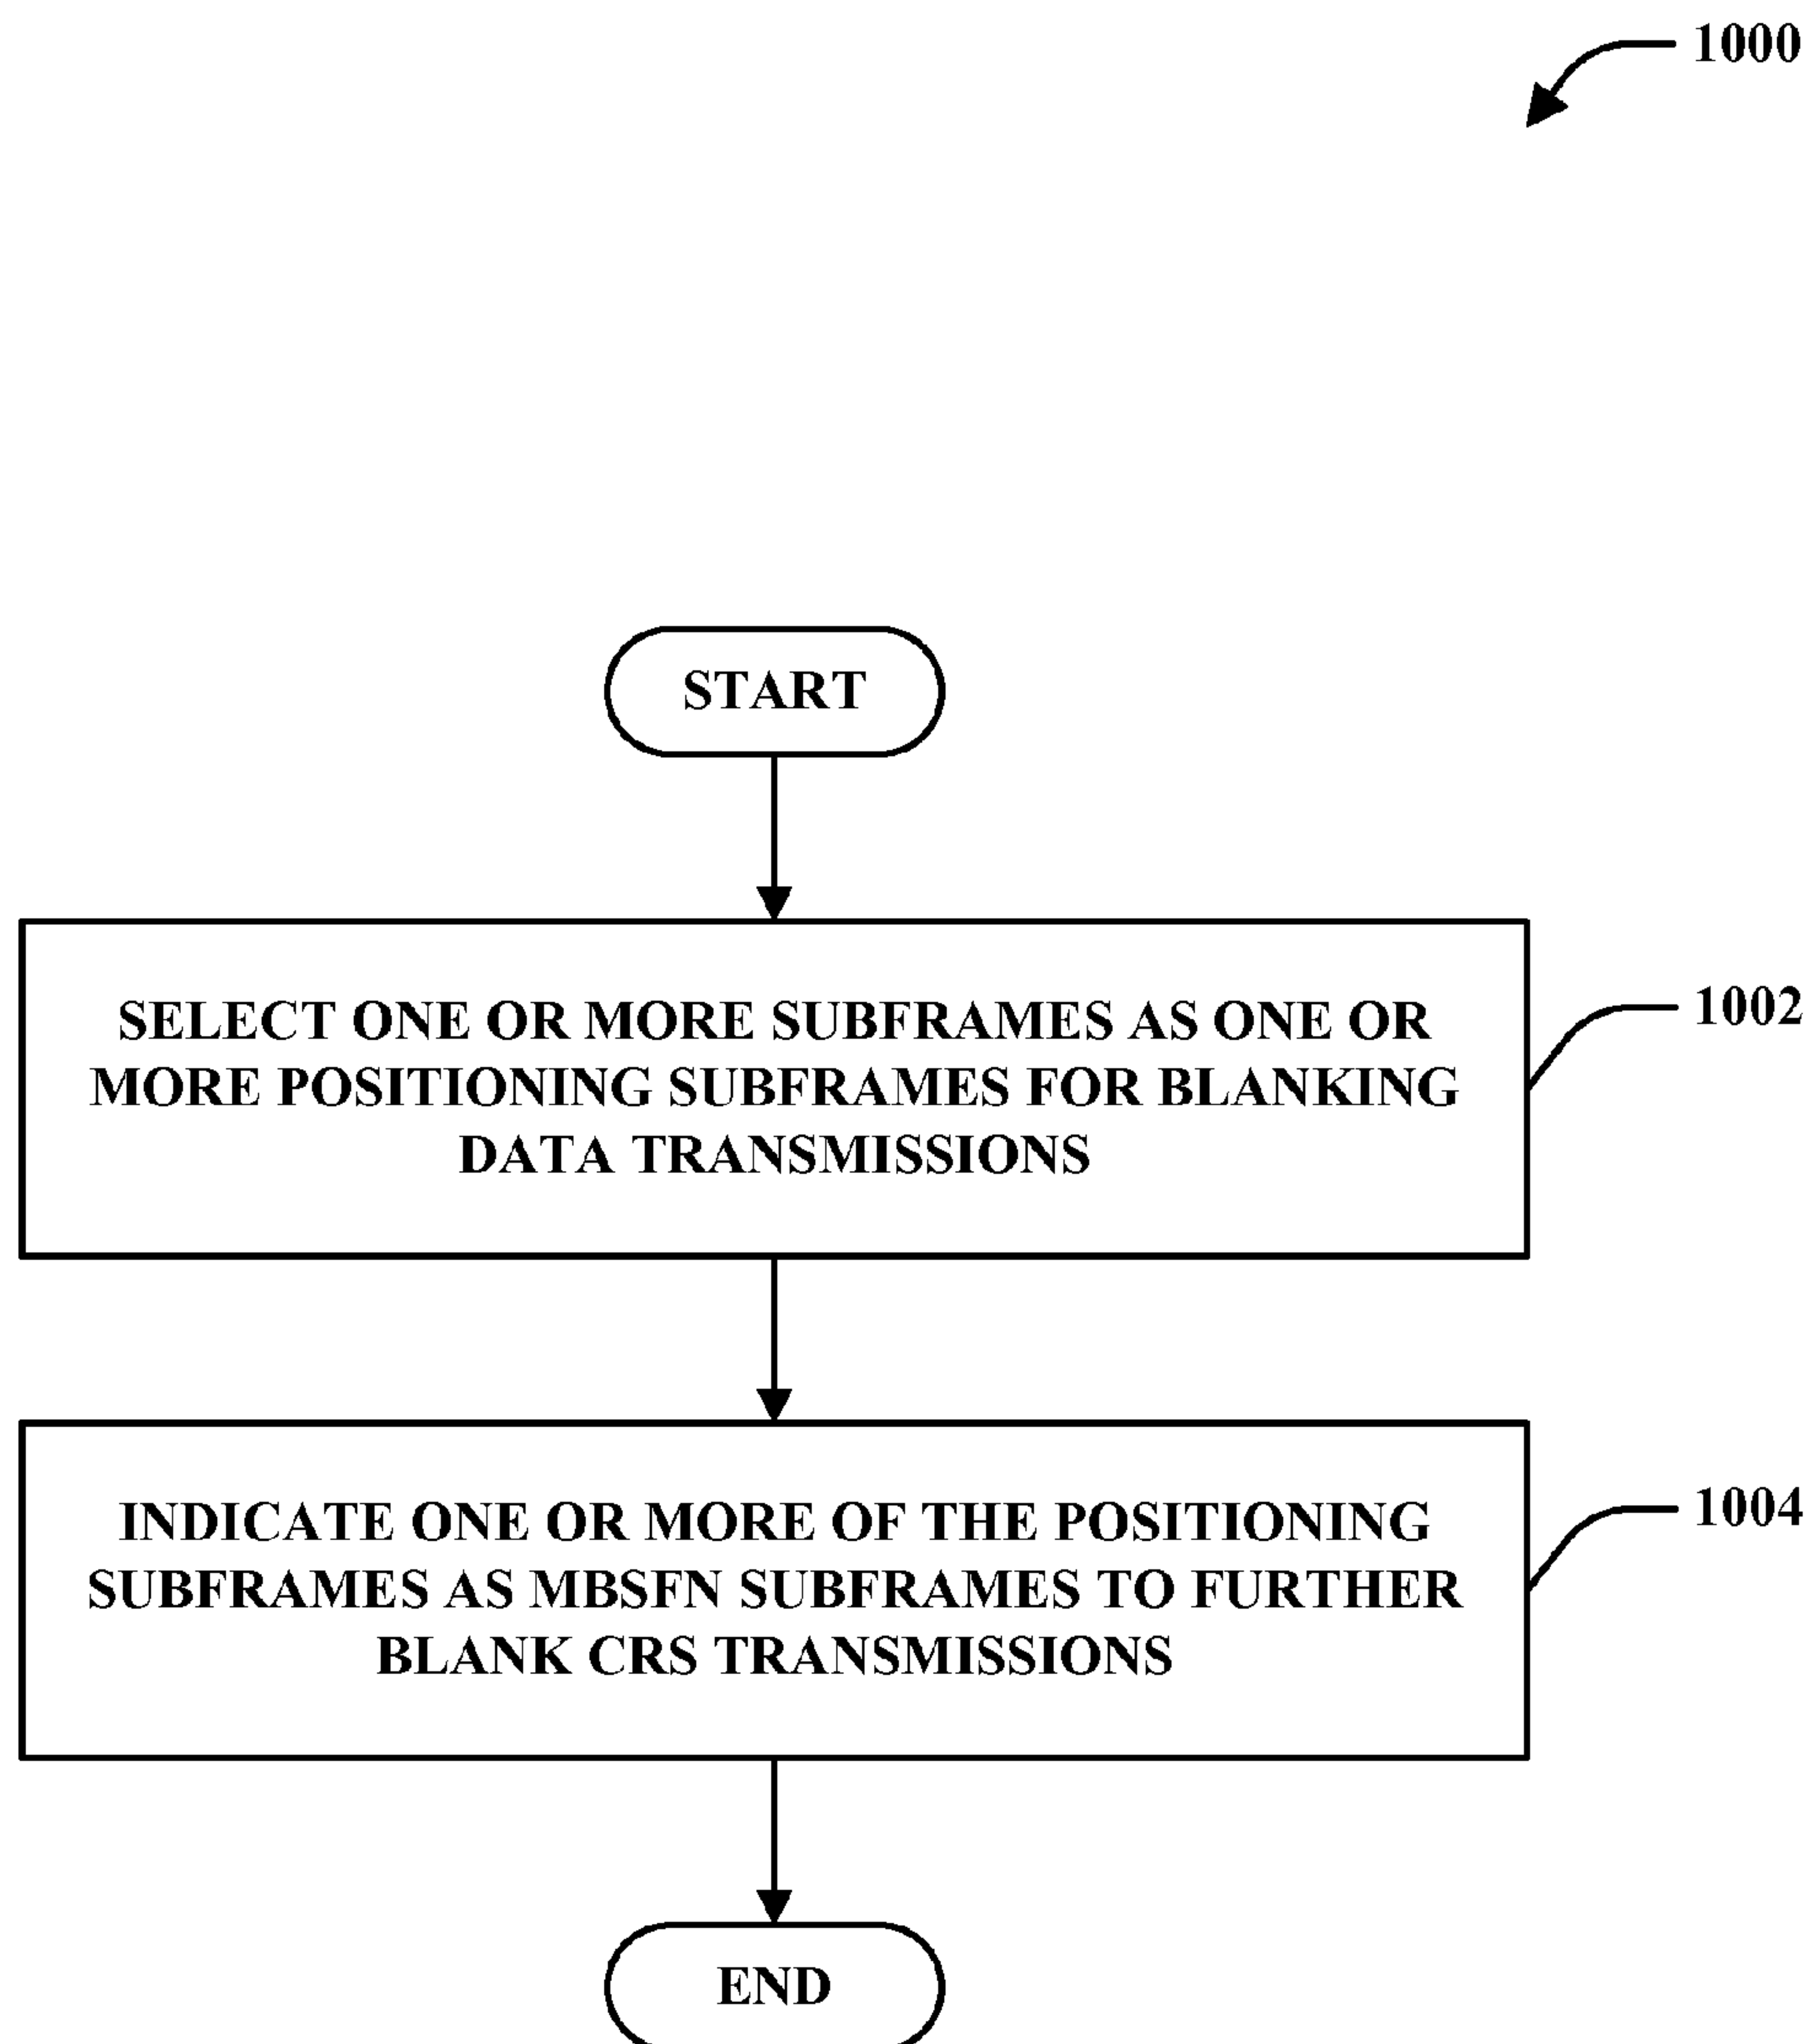 1000
START
SELECT ONE OR MORE SUBFRAMES AS ONE OR
MORE POSITIONING SUBFRAMES FOR BLANKING
DATA TRANSMISSIONS
1002
INDICATE ONE OR MORE OF THE POSITIONING
SUBFRAMES AS MBSFN SUBFRAMES TO FURTHER
BLANK CRS TRANSMISSIONS
1004
END